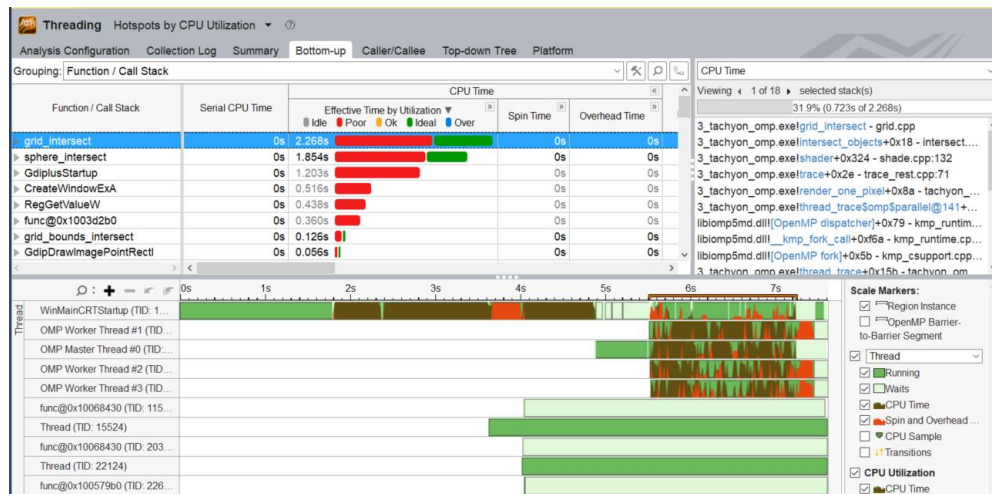 Threading Hotspots by CPU Utilization
Analysis Configuration Collection Log Summary Bottom-up Caller/Callee Top-down Tree Platform
Grouping: Function / Call Stack
Function / Call Stack Serial CPU Time CPU Time
Effective Time by Utilization Spin Time Overhead Time
Idle Poor Ok Ideal Over
grid_intersect 0s 2.268s 0s 0s
sphere_intersect 0s 1.854s 0s 0s
GdiplusStartup 0s 1.203s 0s 0s
CreateWindowExA 0s 0.516s 0s 0s
RegGetValueW 0s 0.438s 0s 0s
func@0x1003d2b0 0s 0.360s 0s 0s
grid_bounds_intersect 0s 0.126s 0s 0s
GdipDrawImagePointRectI 0s 0.056s 0s 0s
CPU Time
Viewing 1 of 18 selected stack(s)
31.9% (0.723s of 2.268s)
3_tachyon_omp.exe!grid_intersect - grid.cpp
3_tachyon_omp.exe!intersect_objects+0x18 - intersect....
3_tachyon_omp.exe!shader+0x324 - shade.cpp:132
3_tachyon_omp.exe!trace+0x2e - trace_rest.cpp:71
3_tachyon_omp.exe!render_one_pixel+0x8a - tachyon_...
3_tachyon_omp.exe!thread_trace$omp$parallel@141+...
libiomp5md.dll![OpenMP dispatcher]+0x79 - kmp_runtim...
libiomp5md.dll!__kmp_fork_call+0xf6a - kmp_runtime.cp...
libiomp5md.dll![OpenMP fork]+0x5b - kmp_csupport.cpp...
3_tachyon_omp.exe!thread_trace+0x15b - tachyon_om
0s 1s 2s 3s 4s 5s 6s 7s
Thread
WinMainCRTStartup (TID: 1...
OMP Worker Thread #1 (TID...
OMP Master Thread #0 (TID:...
OMP Worker Thread #2 (TID...
OMP Worker Thread #3 (TID...
func@0x10068430 (TID: 115...
Thread (TID: 15524)
func@0x10068430 (TID: 203...
Thread (TID: 22124)
func@0x100579b0 (TID: 226...
Scale Markers:
Region Instance
OpenMP Barrier-
to-Barrier Segment
Thread
Running
Waits
CPU Time
Spin and Overhead ...
CPU Sample
Transitions
CPU Utilization
CPU Time